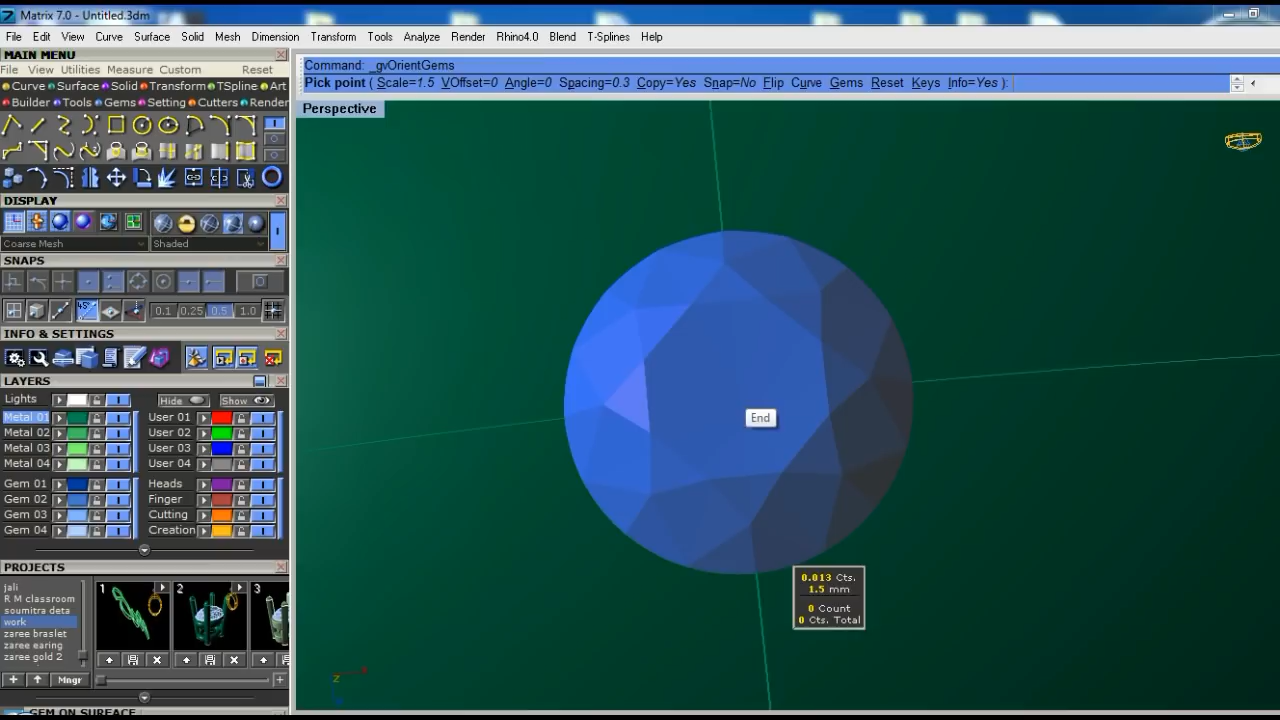 Matrix 7.0 - Untitled.3dm
File Edit View Curve Surface Solid Mesh Dimension Transform Tools Analyze Render Rhino4.0 Blend T-Splines Help
MAIN MENU
File View Utilities Measure Custom Reset
Curve Surface Solid Transform TSpline Art
Builder Tools Gems Setting Cutters Render
DISPLAY
Coarse Mesh Shaded
SNAPS
45°
0.1 0.25 0.5 1.0
INFO & SETTINGS
LAYERS
Lights Hide Show
Metal 01 User 01
Metal 02 User 02
Metal 03 User 03
Metal 04 User 04
Gem 01 Heads
Gem 02 Finger
Gem 03 Cutting
Gem 04 Creation
PROJECTS
jali
R M classroom
soumitra deta
work
zaree braslet
zaree earing
zaree gold 2
1 2 3
+ Mngr +
GEM ON SURFACE
Command: _gvOrientGems
Pick point ( Scale=1.5 VOffset=0 Angle=0 Spacing=0.3 Copy=Yes Snap=No Flip Curve Gems Reset Keys Info=Yes ):
Perspective
End
0.013 Cts.
1.5 mm
0 Count
0 Cts. Total
z